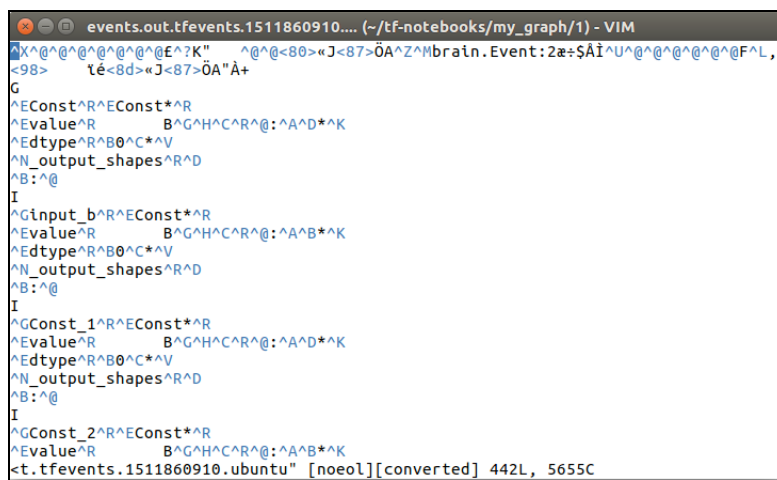 events.out.tfevents.1511860910.... (~/tf-notebooks/my_graph/1) - VIM
^X^@^@^@^@^@^@^@£^?K"   ^@^@<80>«J<87>ÖA^Z^Mbrain.Event:2æ÷$ÅÌ^U^@^@^@^@^@^@F^L,
<98>    їé<8d>«J<87>ÖA"À+
G
^EConst^R^EConst*^R
^Evalue^R       B^G^H^C^R^@:^A^D*^K
^Edtype^R^B0^C*^V
^N_output_shapes^R^D
^B:^@
I
^Ginput_b^R^EConst*^R
^Evalue^R       B^G^H^C^R^@:^A^B*^K
^Edtype^R^B0^C*^V
^N_output_shapes^R^D
^B:^@
I
^GConst_1^R^EConst*^R
^Evalue^R       B^G^H^C^R^@:^A^D*^K
^Edtype^R^B0^C*^V
^N_output_shapes^R^D
^B:^@
I
^GConst_2^R^EConst*^R
^Evalue^R       B^G^H^C^R^@:^A^B*^K
<t.tfevents.1511860910.ubuntu" [noeol][converted] 442L, 5655C